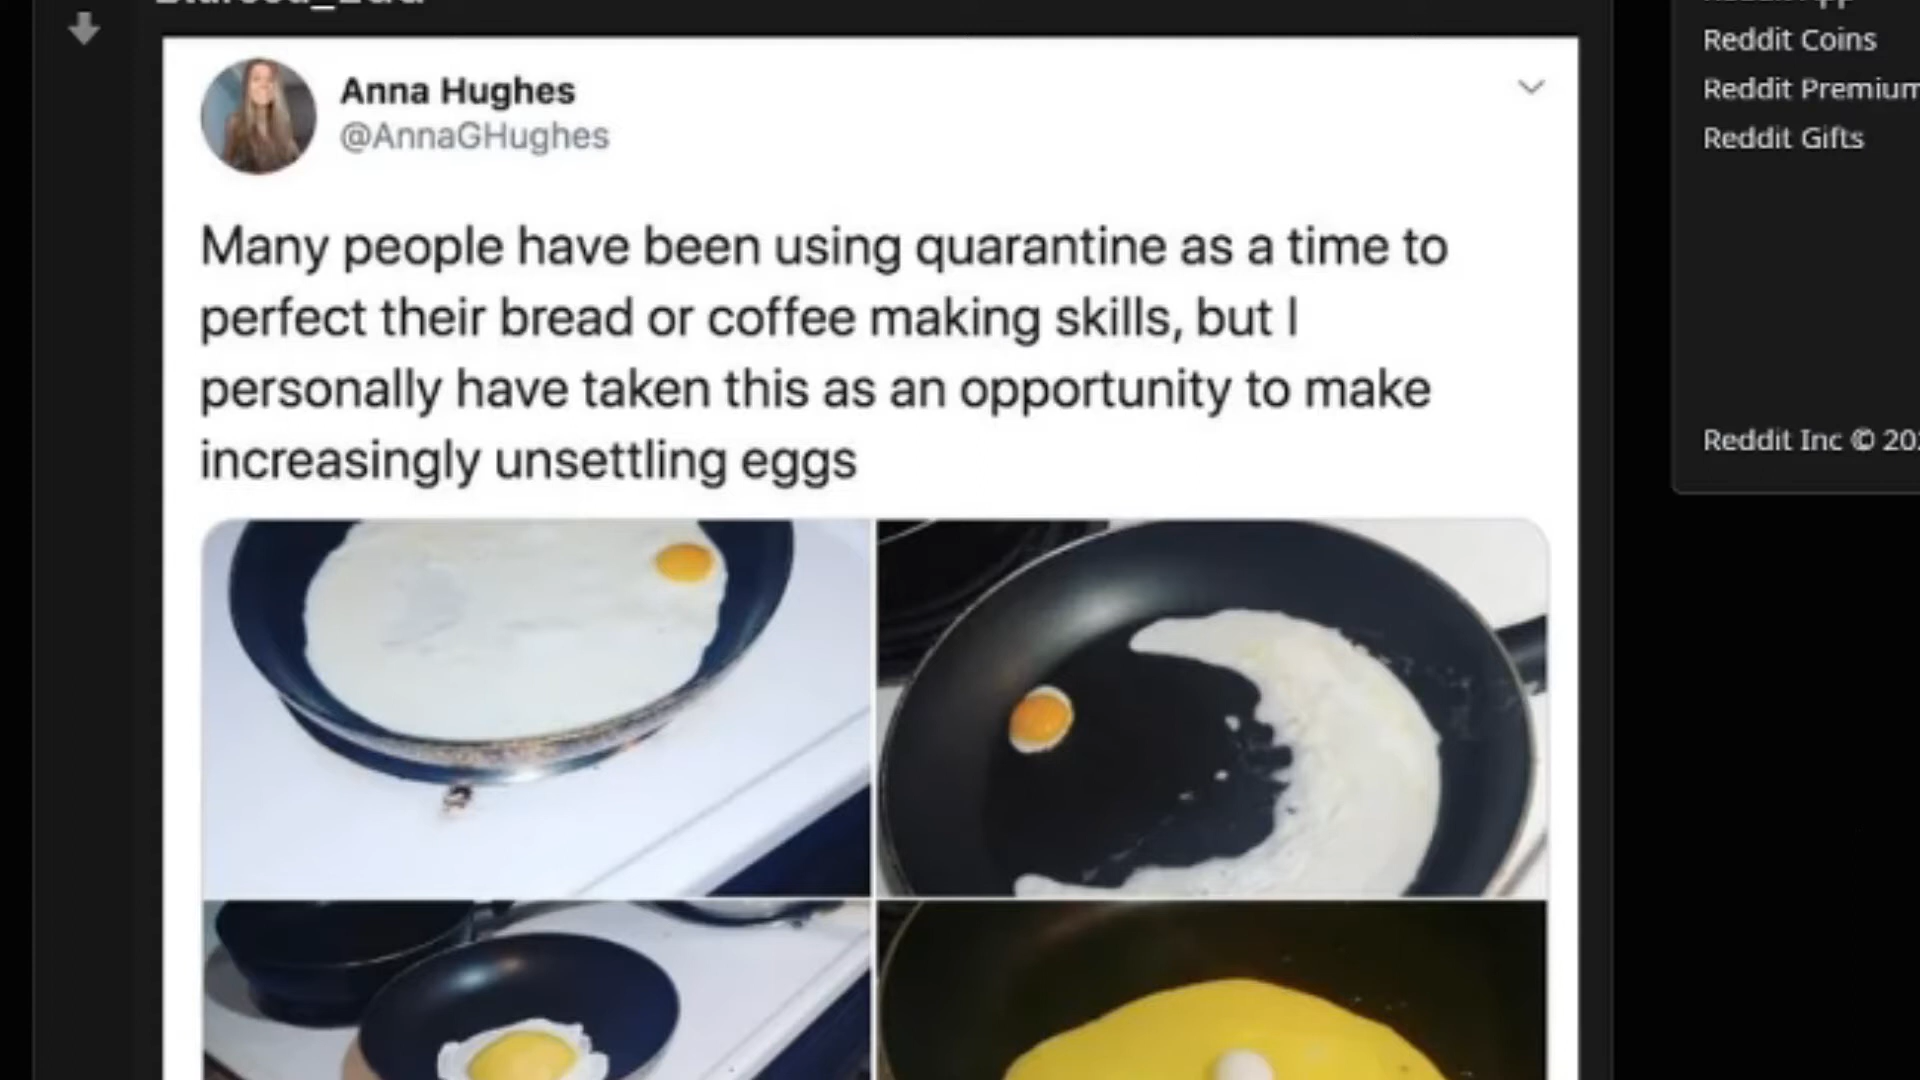 Anna Hughes
@AnnaGHughes
Many people have been using quarantine as a time to
perfect their bread or coffee making skills, but I
personally have taken this as an opportunity to make
increasingly unsettling eggs
Reddit Coins
Reddit Premium
Reddit Gifts
Reddit Inc ©